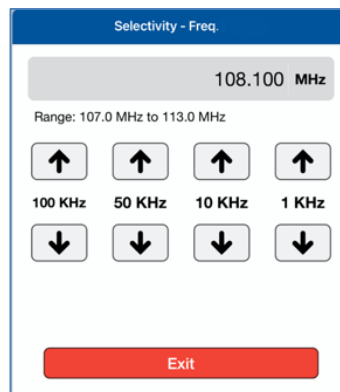 Selectivity - Freq.
108.100 MHz
Range: 107.0 MHz to 113.0 MHz
100 KHz 50 KHz 10 KHz 1 KHz
Exit